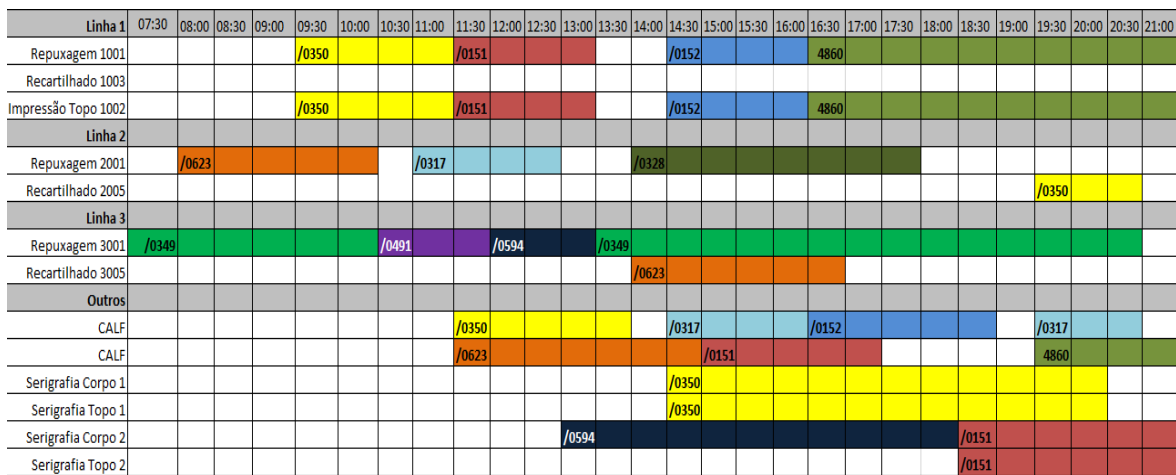 Linha 1 07:30 08:00 08:30 09:00 09:30 10:00 10:30 11:00 11:30 12:00 12:30 13:00 13:30 14:00 14:30 15:00 15:30 16:00 16:30 17:00 17:30 18:00 18:30 19:00 19:30 20:00 20:30 21:00
Repuxagem 1001 /0350 /0151 /0152 4860
Recartilhado 1003
Impressão Topo 1002 /0350 /0151 /0152 4860
Linha 2
Repuxagem 2001 /0623 /0317 /0328
Recartilhado 2005 /0350
Linha 3
Repuxagem 3001 /0349 /0491 /0594 /0349
Recartilhado 3005 /0623
Outros
CALF /0350 /0317 /0152 /0317
CALF /0623 /0151 4860
Serigrafia Corpo 1 /0350
Serigrafia Topo 1 /0350
Serigrafia Corpo 2 /0594 /0151
Serigrafia Topo 2 /0151